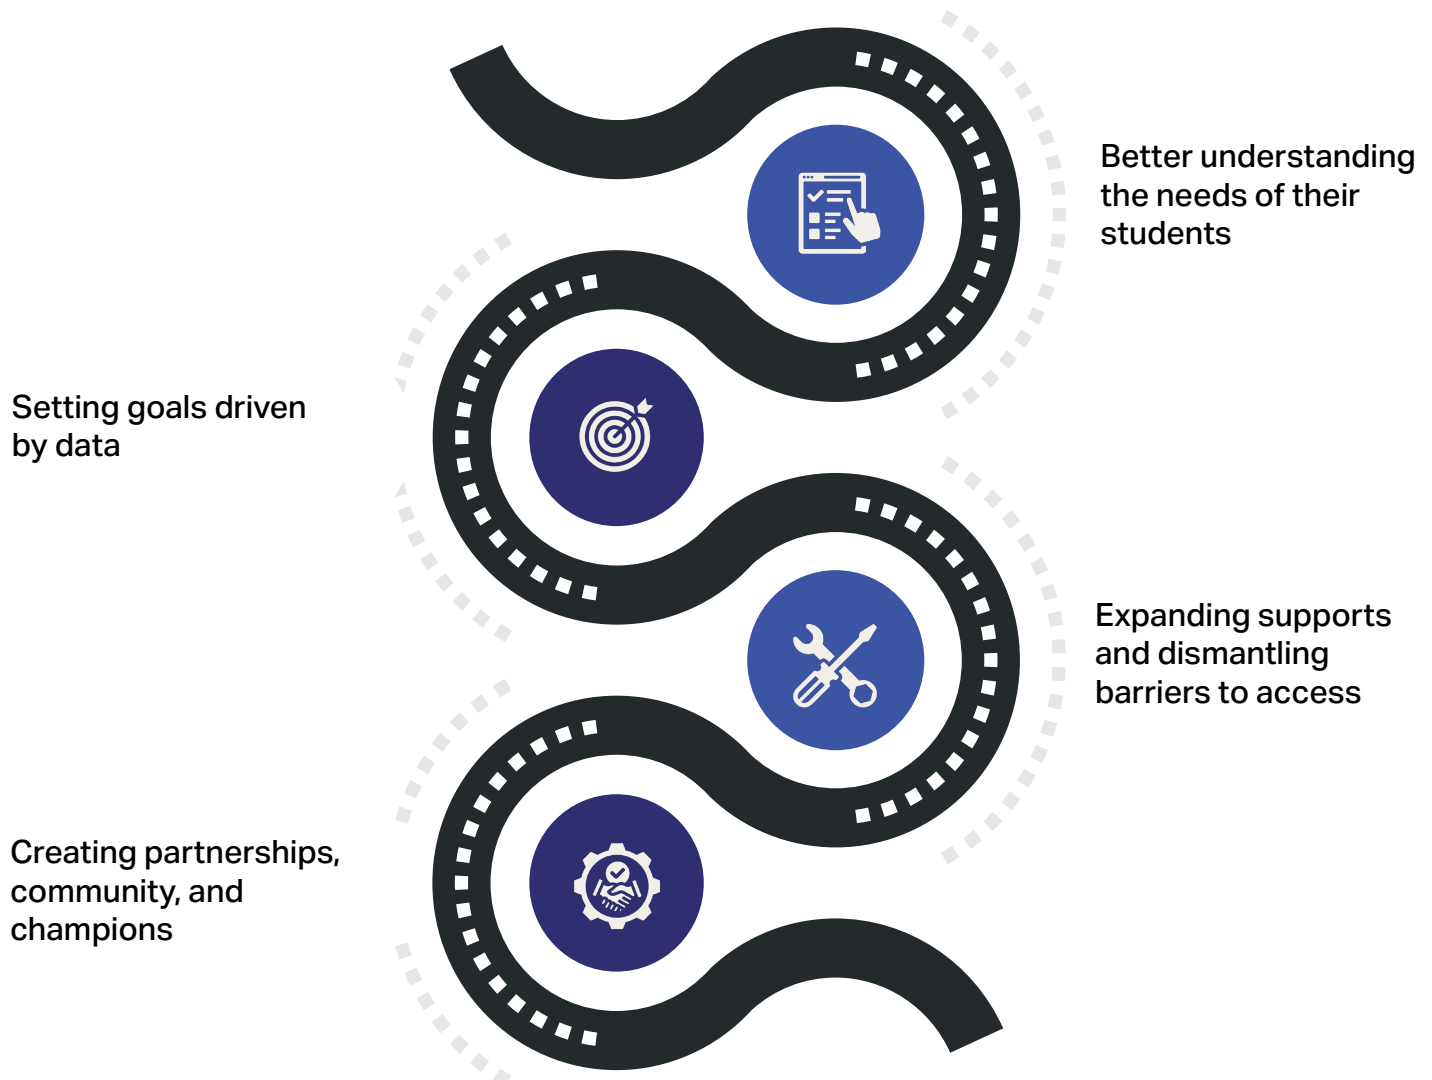 Better understanding
the needs of their
students
Setting goals driven
by data
Expanding supports
and dismantling
barriers to access
Creating partnerships,
community, and
champions